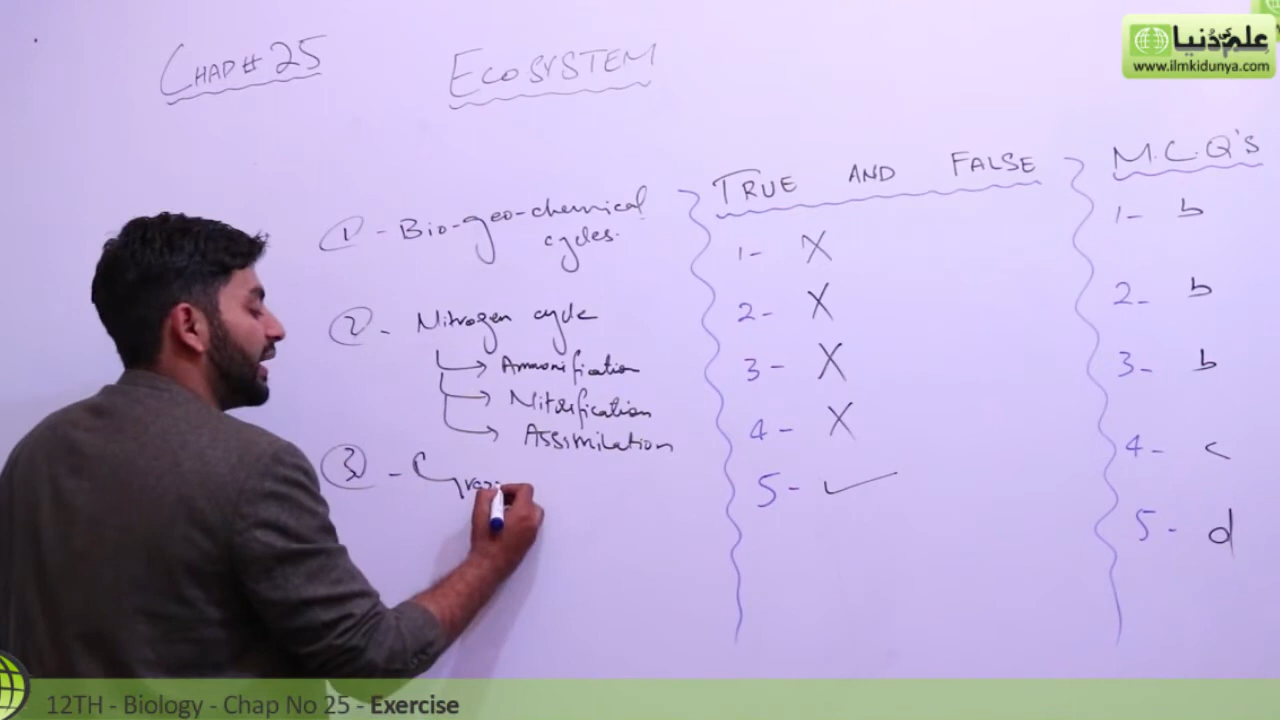 CHAP # 25
ECOSYSTEM
علم کی دُنیا
www.ilmkidunya.com
1 - Bio-geo-chemical
cycles.
2 - Nitrogen cycle
Ammonification
Nitrification
Assimilation
3 -
TRUE AND FALSE
1- X
2- X
3- X
4- X
5- ✓
M.C.Q'S
1- b
2- b
3- b
4- c
5- d
12TH - Biology - Chap No 25 - Exercise